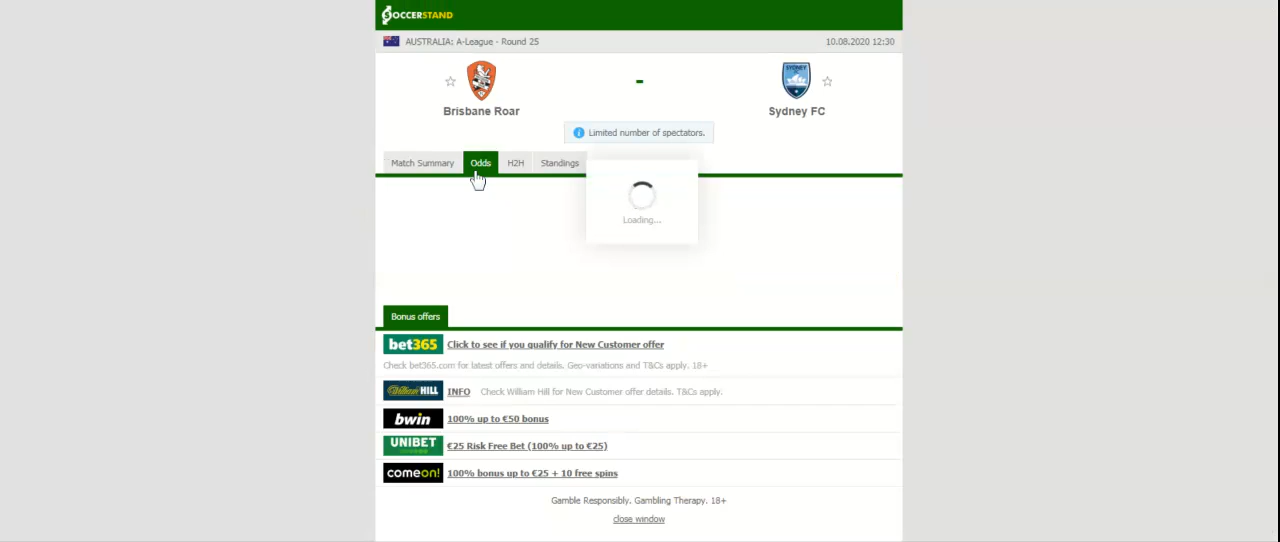 SOCCERSTAND
AUSTRALIA: A-League - Round 25 10.08.2020 12:30
SYDNEY
-
Brisbane Roar Sydney FC
Limited number of spectators.
Match Summary Odds H2H Standings
Loading...
Bonus offers
bet365 Click to see if you qualify for New Customer offer
Check bet365.com for latest offers and details. Geo-variations and T&Cs apply. 18+
William HILL INFO Check William Hill for New Customer offer details. T&Cs apply.
bwin 100% up to €50 bonus
UNIBET €25 Risk Free Bet (100% up to €25)
comeon! 100% bonus up to €25 + 10 free spins
Gamble Responsibly. Gambling Therapy. 18+
close window